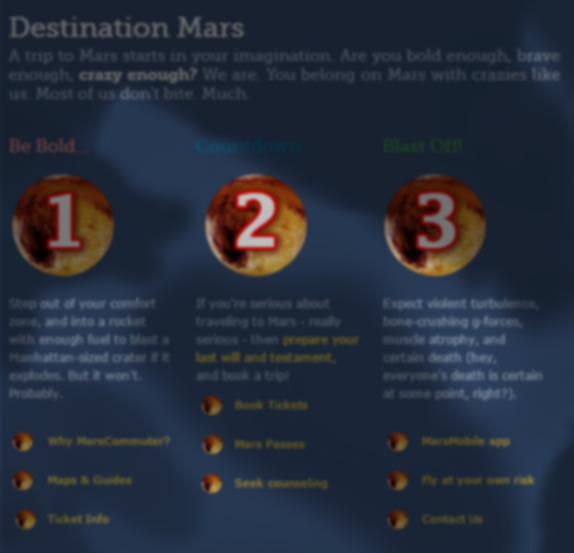 Destination Mars
A trip to Mars starts in your imagination. Are you bold enough, brave
enough, crazy enough? We are. You belong on Mars with crazies like
us. Most of us don't bite. Much.
Be Bold...
Countdown
Blast Off!
1
2
3
Step out of your comfort
zone, and into a rocket
with enough fuel to blast a
Manhattan-sized crater if it
explodes. But it won't.
Probably.
Why MarsCommuter?
Maps & Guides
Ticket Info
If you're serious about
traveling to Mars - really
serious - then prepare your
last will and testament,
and book a trip!
Book Tickets
Mars Passes
Seek counseling
Expect violent turbulence,
bone-crushing g-forces,
muscle atrophy, and
certain death (hey,
everyone's death is certain
at some point, right?).
MarsMobile app
Fly at your own risk
Contact Us